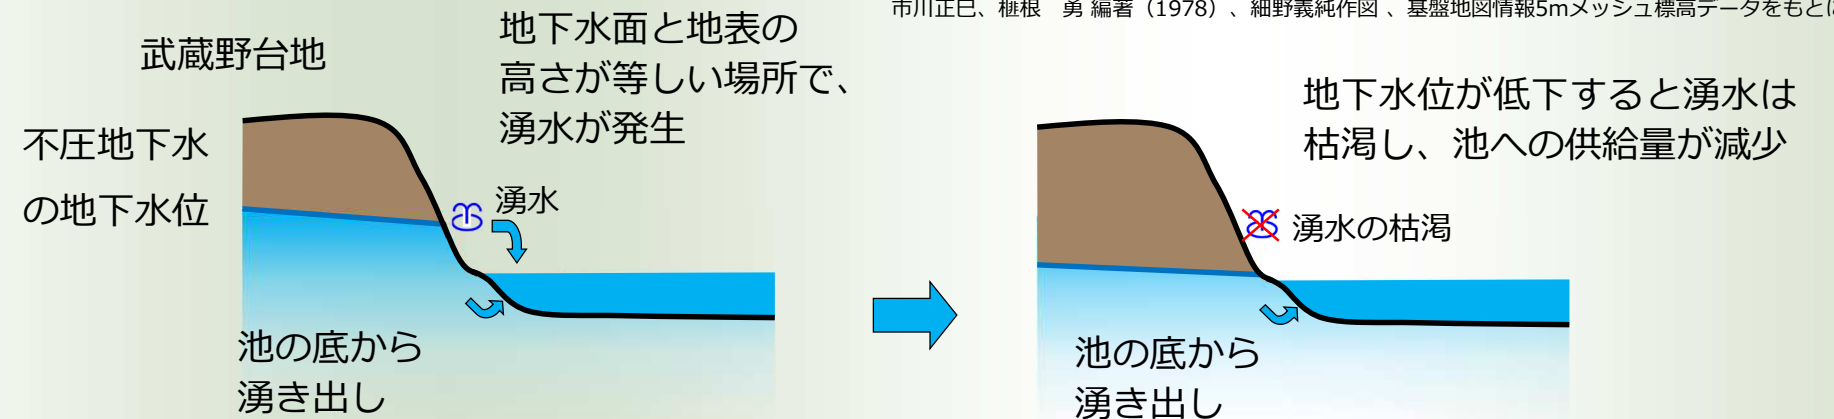 市川正巳、榧根　勇 編著（1978）、細野義純作図 、基盤地図情報5mメッシュ標高データをもとに
武蔵野台地
地下水面と地表の
高さが等しい場所で、
湧水が発生
不圧地下水
の地下水位
湧水
池の底から
湧き出し
地下水位が低下すると湧水は
枯渇し、池への供給量が減少
湧水の枯渇
池の底から
湧き出し